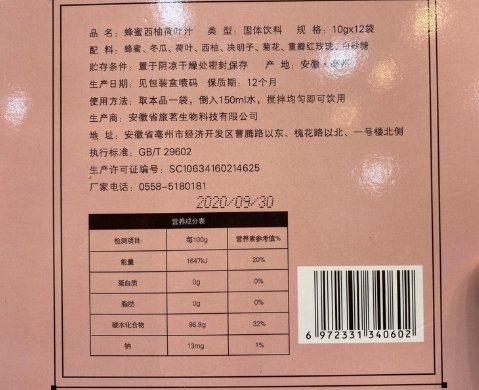 品 名：蜂蜜西柚荷叶汁 类 型：固体饮料 规 格：10gx12袋
配 料：蜂蜜、冬瓜、荷叶、西柚、决明子、菊花、重瓣红玫瑰、白砂糖
贮存条件：置于阴凉干燥处密封保存 产 地：安徽·亳州
生产日期：见包装盒喷码 保质期：12个月
使用方法：取本品一袋，倒入150ml水，搅拌均匀即可饮用
生产商：安徽省旅茗生物科技有限公司
地 址：安徽省亳州市经济开发区曹腾路以东、槐花路以北、一号楼北侧
执行标准：GB/T 29602
生产许可证编号：SC10634160214625
厂家电话：0558-5180181
2020/09/30
营养成分表
检测项目 每100g 营养素参考值%
能量 1647kJ 20%
蛋白质 0g 0%
脂肪 0g 0%
碳水化合物 96.9g 32%
钠 13mg 1%
6 972331 340602